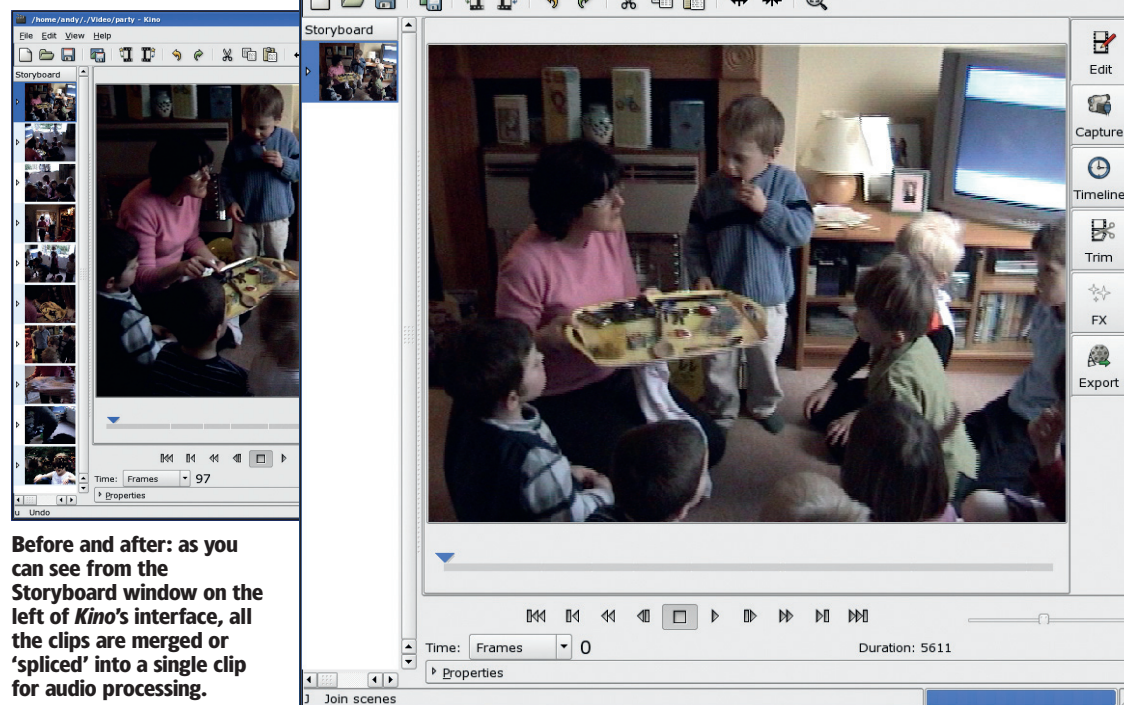 /home/andy/./Video/party - Kino
File Edit View Help
Storyboard
Time: Frames 97
Properties
u Undo
Before and after: as you
can see from the
Storyboard window on the
left of Kino's interface, all
the clips are merged or
‘spliced’ into a single clip
for audio processing.
Storyboard
Edit
Capture
Timeline
Trim
FX
Export
Time: Frames 0 Duration: 5611
Properties
J Join scenes